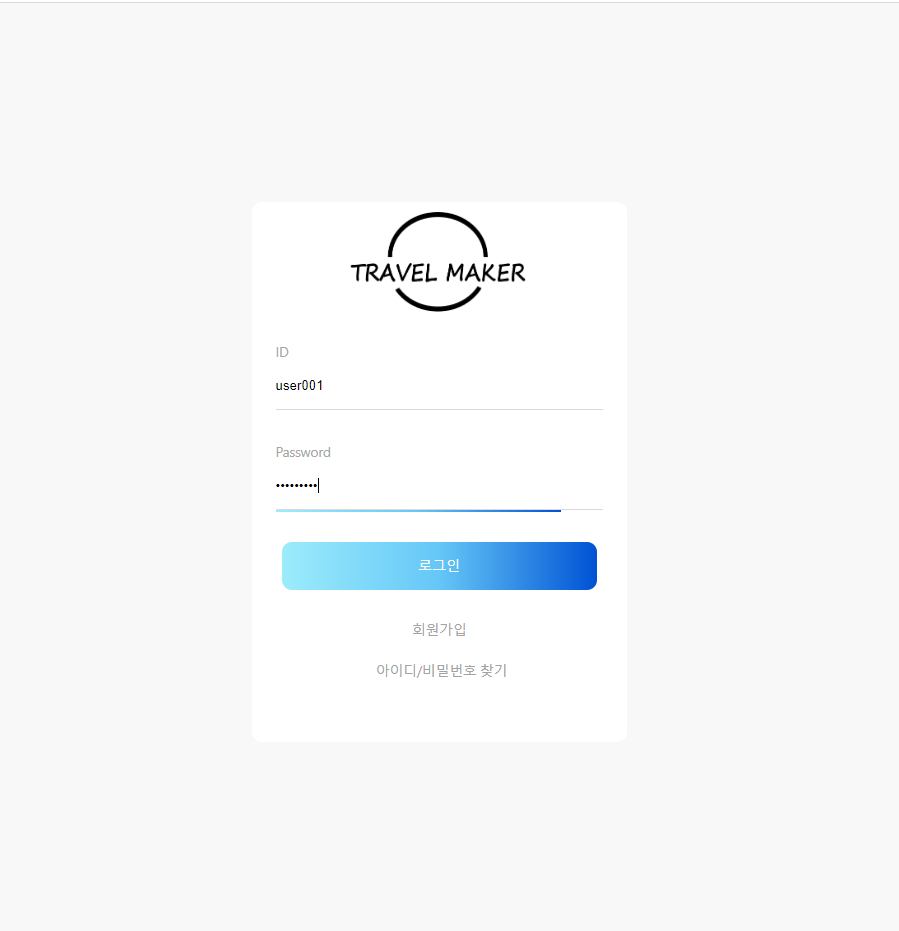 TRAVEL MAKER
ID
user001
Password
•••••••••
로그인
회원가입
아이디/비밀번호 찾기